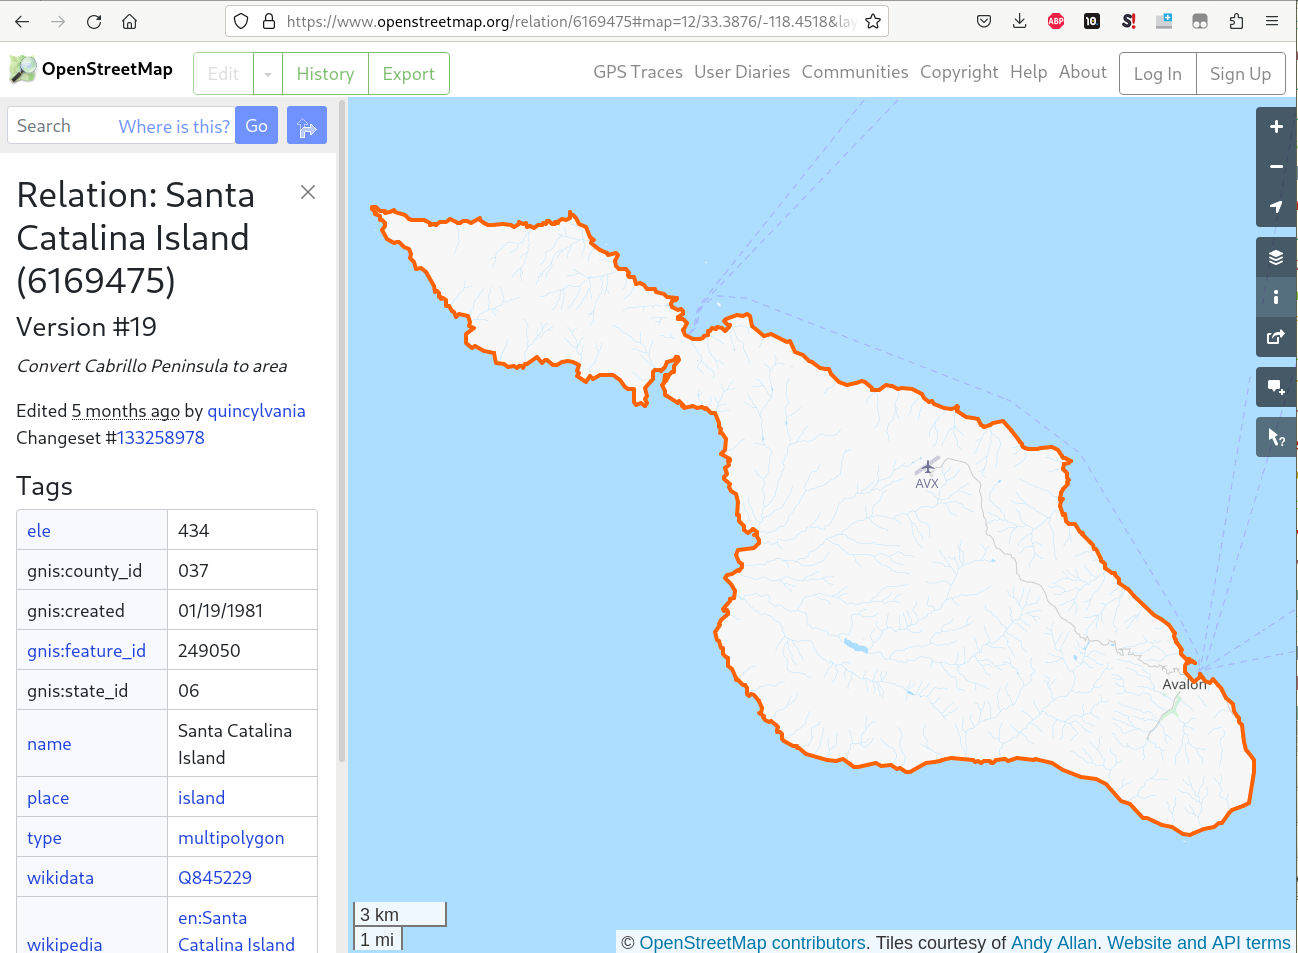 https://www.openstreetmap.org/relation/6169475#map=12/33.3876/-118.4518&lay
ABP
10.
S!
OpenStreetMap
Edit
History
Export
GPS Traces
User Diaries
Communities
Copyright
Help
About
Log In
Sign Up
Search
Where is this?
Go
Relation: Santa
Catalina Island
(6169475)
Version #19
Convert Cabrillo Peninsula to area
Edited 5 months ago by quincylvania
Changeset #133258978
Tags
ele 434
gnis:county_id 037
gnis:created 01/19/1981
gnis:feature_id 249050
gnis:state_id 06
name Santa Catalina
Island
place island
type multipolygon
wikidata Q845229
wikipedia en:Santa
Catalina Island
AVX
Avalon
3 km
1 mi
© OpenStreetMap contributors. Tiles courtesy of Andy Allan. Website and API terms